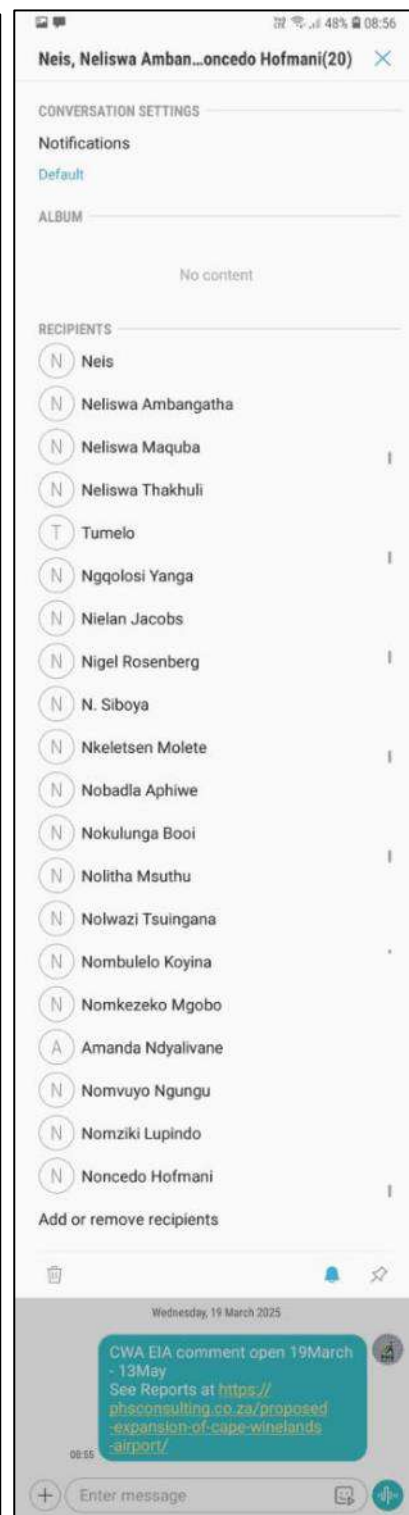 48% 08:56
Neis, Neliswa Amban...oncedo Hofmani(20)
CONVERSATION SETTINGS
Notifications
Default
ALBUM
No content
RECIPIENTS
N Neis
N Neliswa Ambangatha
N Neliswa Maquba
N Neliswa Thakhuli
T Tumelo
N Ngqolosi Yanga
N Nielan Jacobs
N Nigel Rosenberg
N N. Siboya
N Nkeletsen Molete
N Nobadla Aphiwe
N Nokulunga Booi
N Nolitha Msuthu
N Nolwazi Tsuingana
N Nombulelo Koyina
N Nomkezeko Mgobo
A Amanda Ndyalivane
N Nomvuyo Ngungu
N Nomziki Lupindo
N Noncedo Hofmani
Add or remove recipients
Wednesday, 19 March 2025
CWA EIA comment open 19March
- 13May
See Reports at https://
phsconsulting.co.za/proposed
-expansion-of-cape-winelands
-airport/
08:55
Enter message